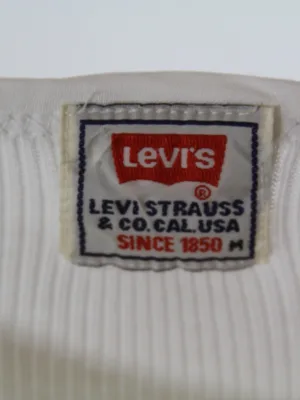 LEVI'S
®
LEVI STRAUSS
& CO. CAL. USA
SINCE 1850 M